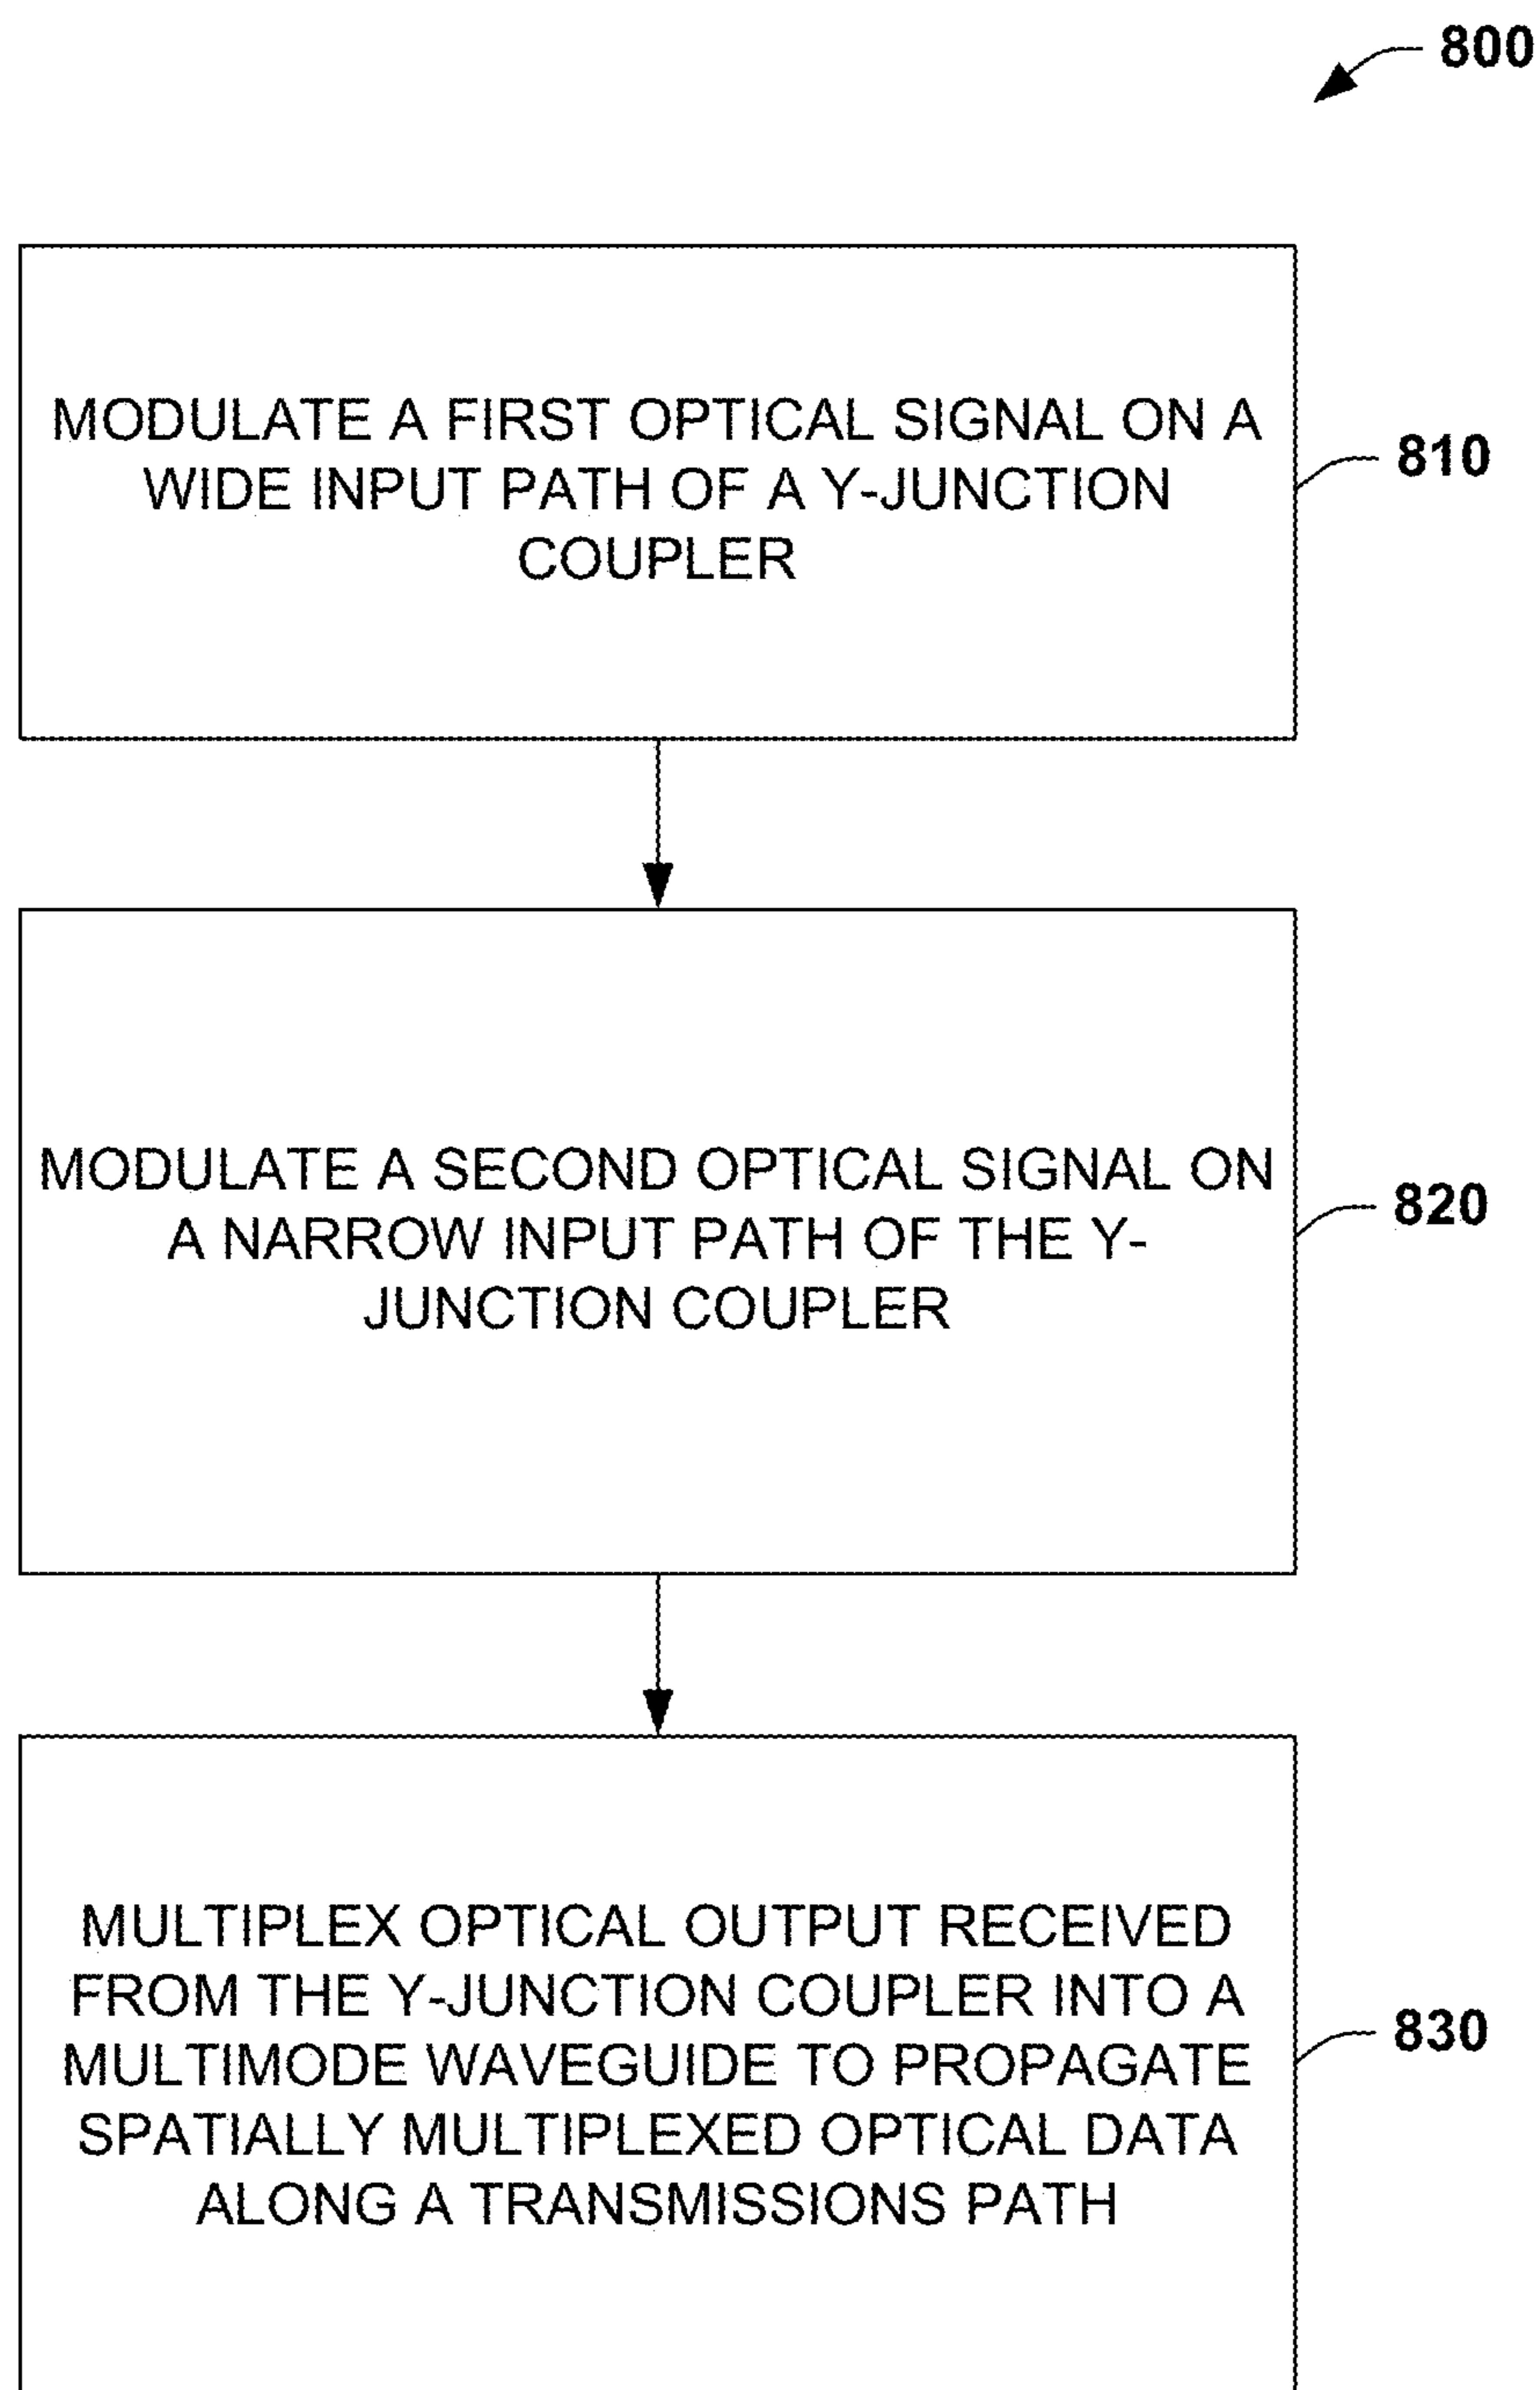 800
MODULATE A FIRST OPTICAL SIGNAL ON A
WIDE INPUT PATH OF A Y-JUNCTION
COUPLER
810
MODULATE A SECOND OPTICAL SIGNAL ON
A NARROW INPUT PATH OF THE Y-
JUNCTION COUPLER
820
MULTIPLEX OPTICAL OUTPUT RECEIVED
FROM THE Y-JUNCTION COUPLER INTO A
MULTIMODE WAVEGUIDE TO PROPAGATE
SPATIALLY MULTIPLEXED OPTICAL DATA
ALONG A TRANSMISSIONS PATH
830